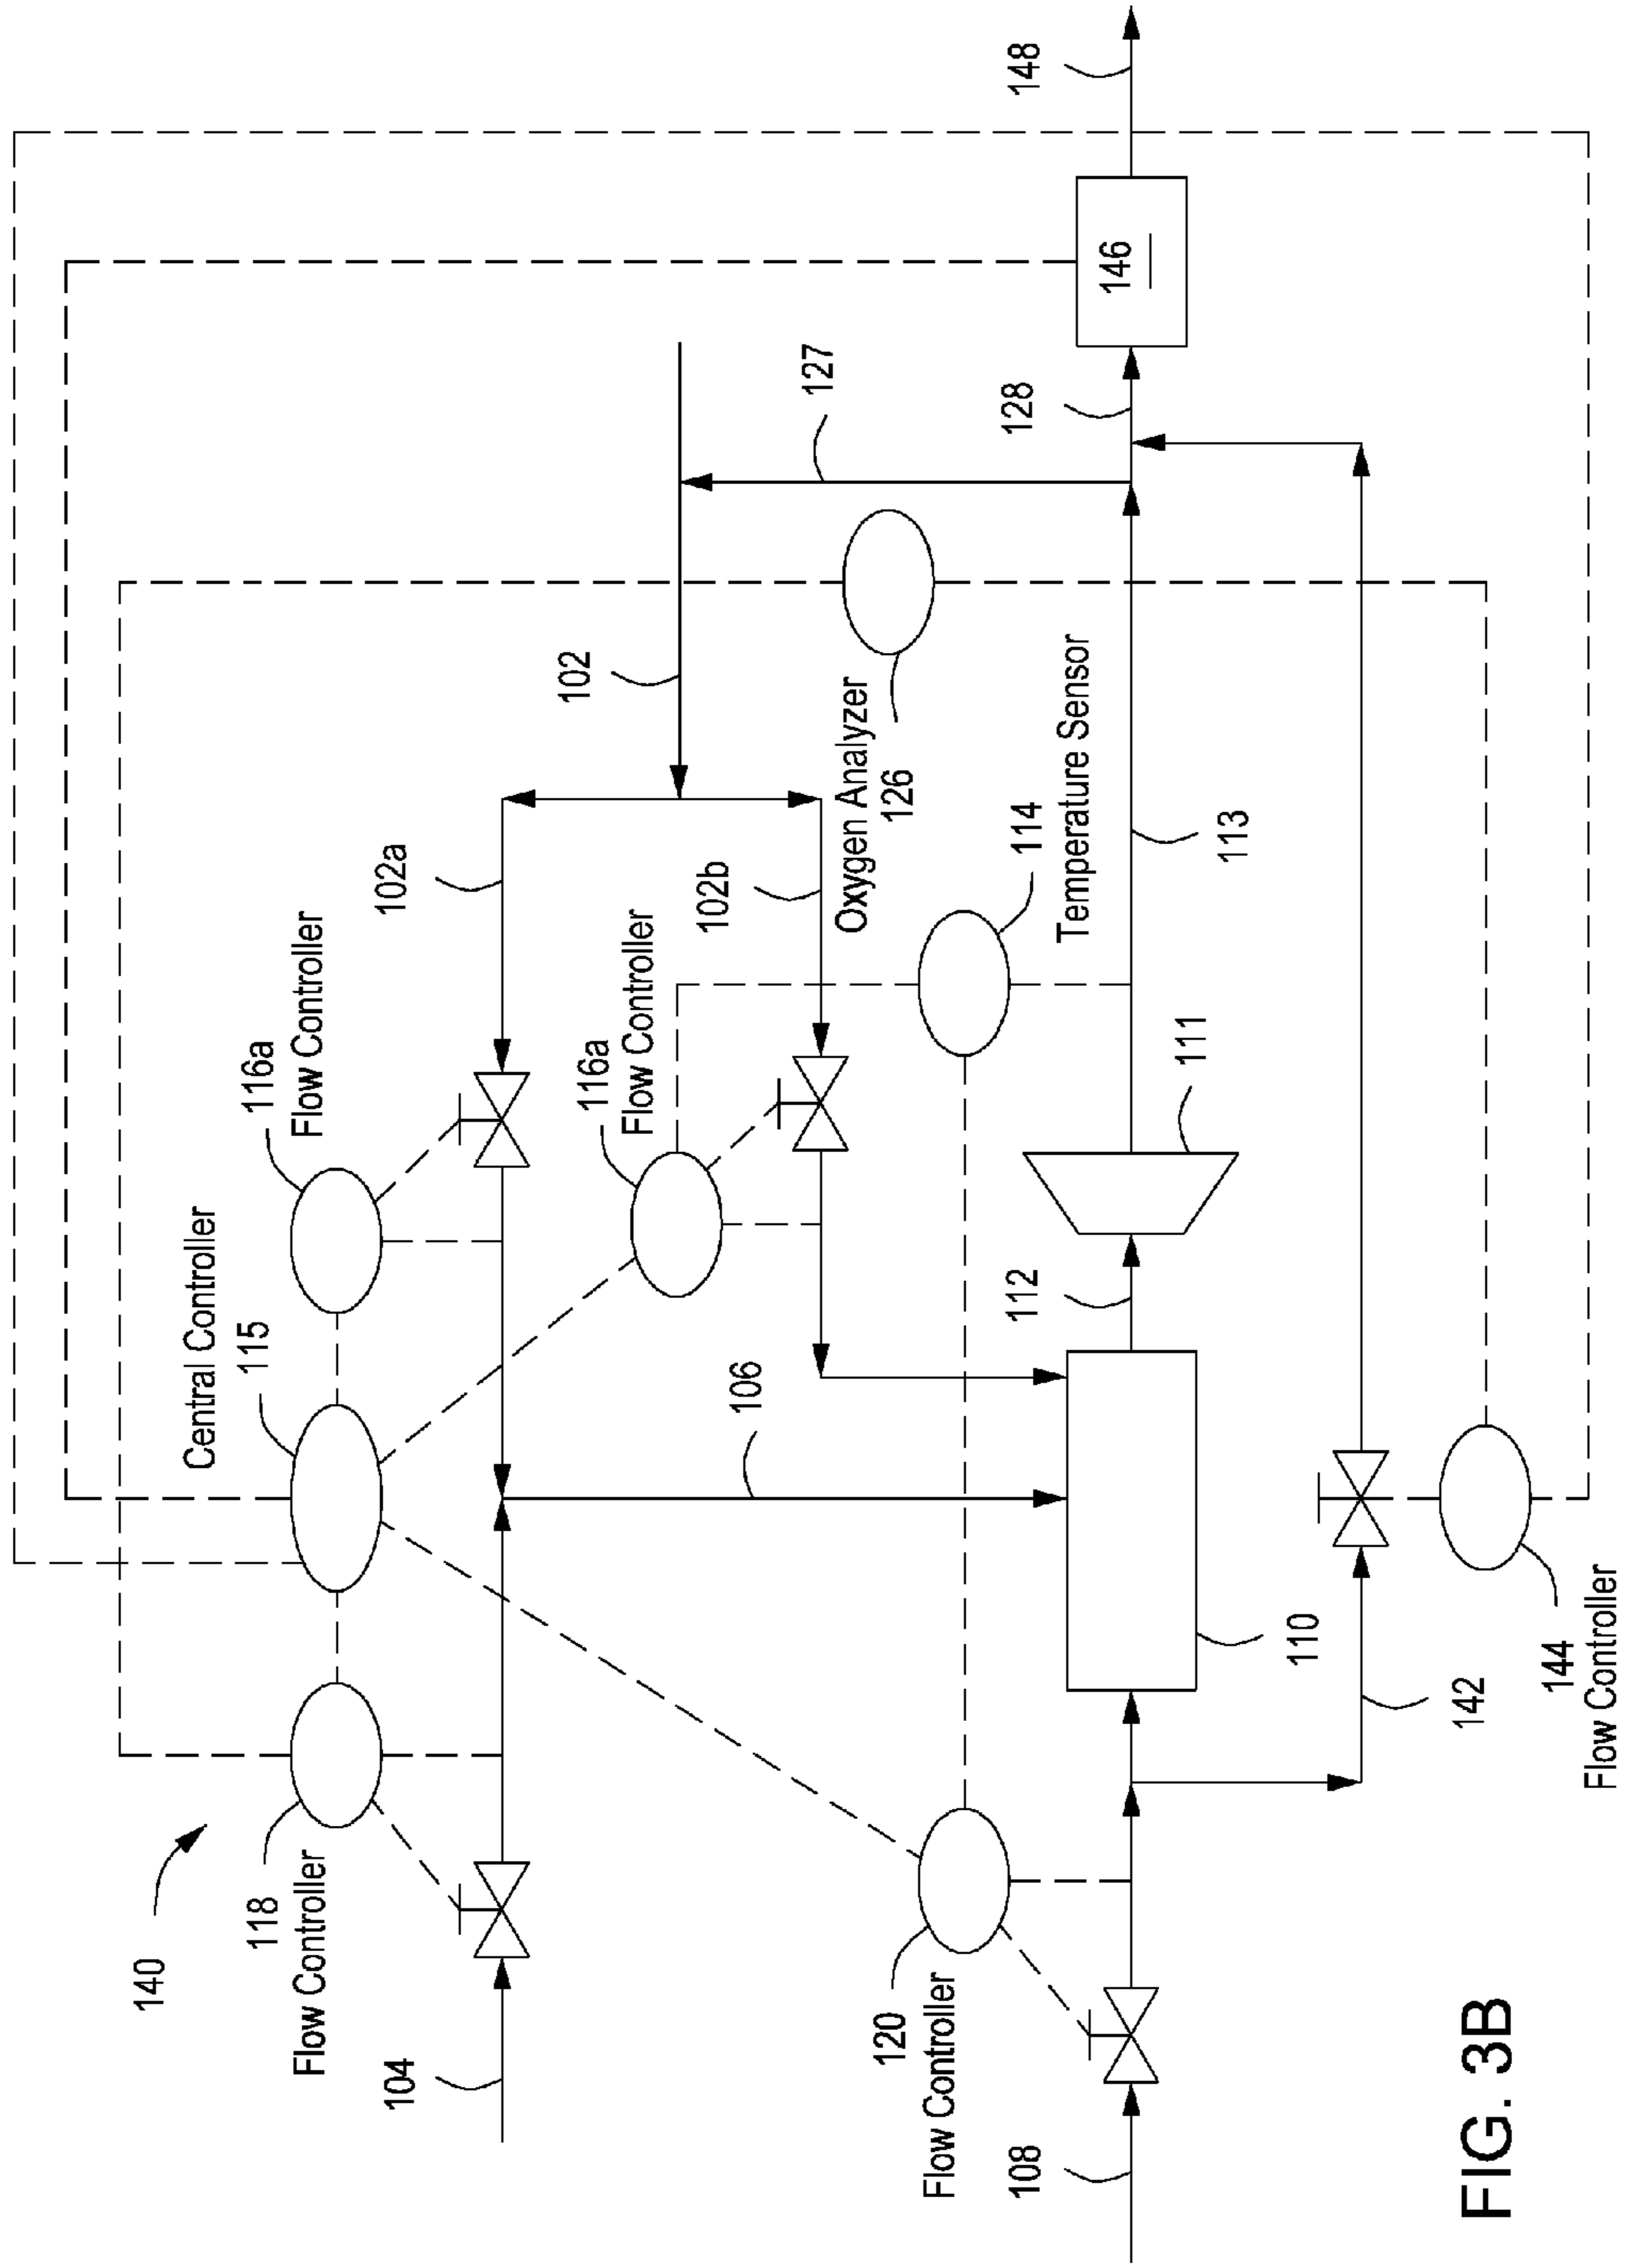 140
118
Flow Controller
104
Central Controller
115
116a
Flow Controller
102a
102
116a
Flow Controller
102b
106
Oxygen Analyzer
126
127
114
Temperature Sensor
120
Flow Controller
108
110
112
111
113
128
146
148
142
144
Flow Controller
FIG. 3B